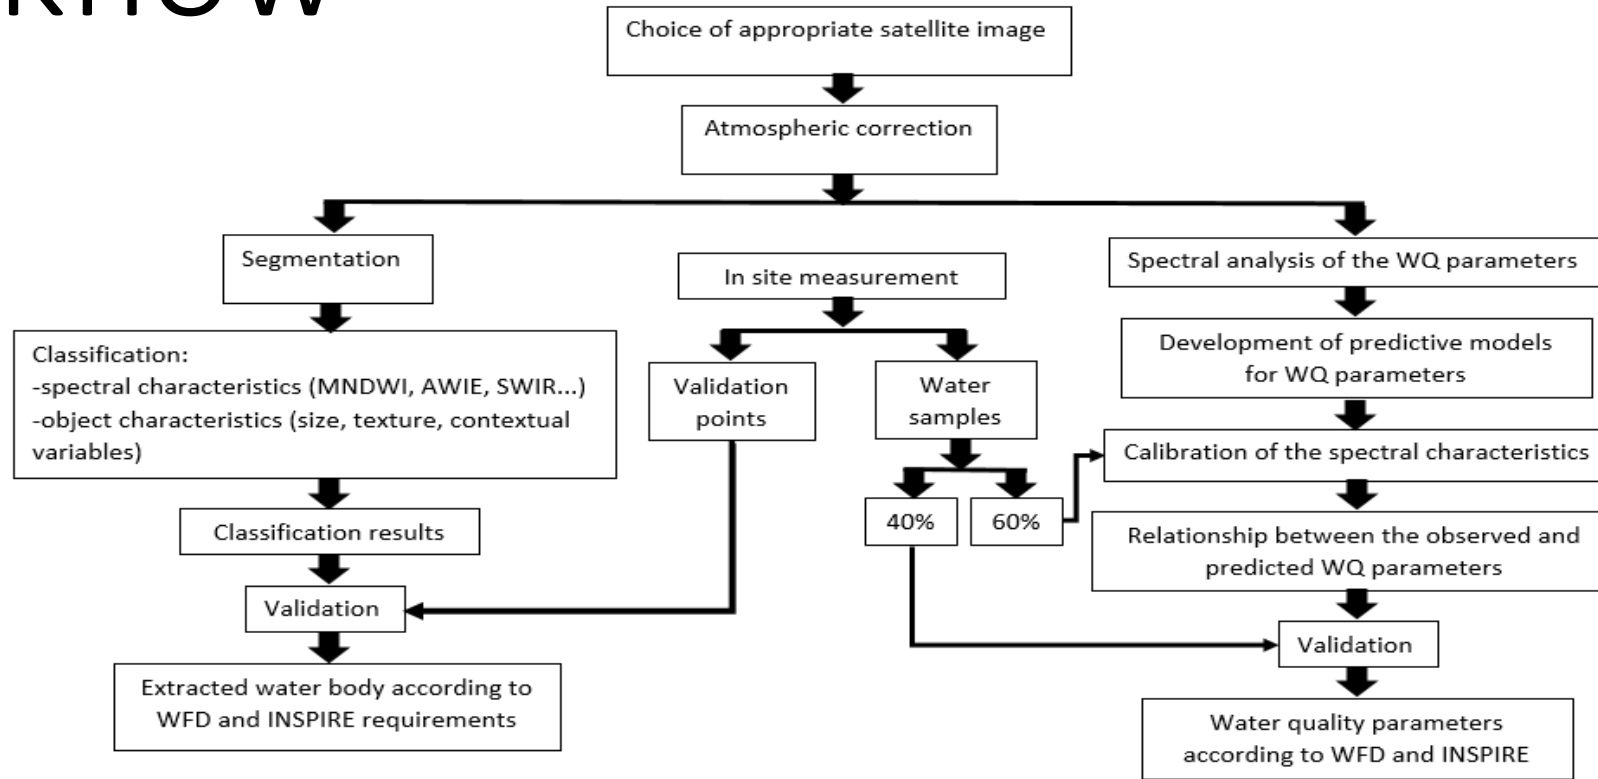 Choice of appropriate satellite image
Atmospheric correction
Segmentation
Classification:
-spectral characteristics (MNDWI, AWIE, SWIR...)
-object characteristics (size, texture, contextual
variables)
Classification results
Validation
Extracted water body according to
WFD and INSPIRE requirements
In site measurement
Validation
points
Water
samples
40%
60%
Spectral analysis of the WQ parameters
Development of predictive models
for WQ parameters
Calibration of the spectral characteristics
Relationship between the observed and
predicted WQ parameters
Validation
Water quality parameters
according to WFD and INSPIRE